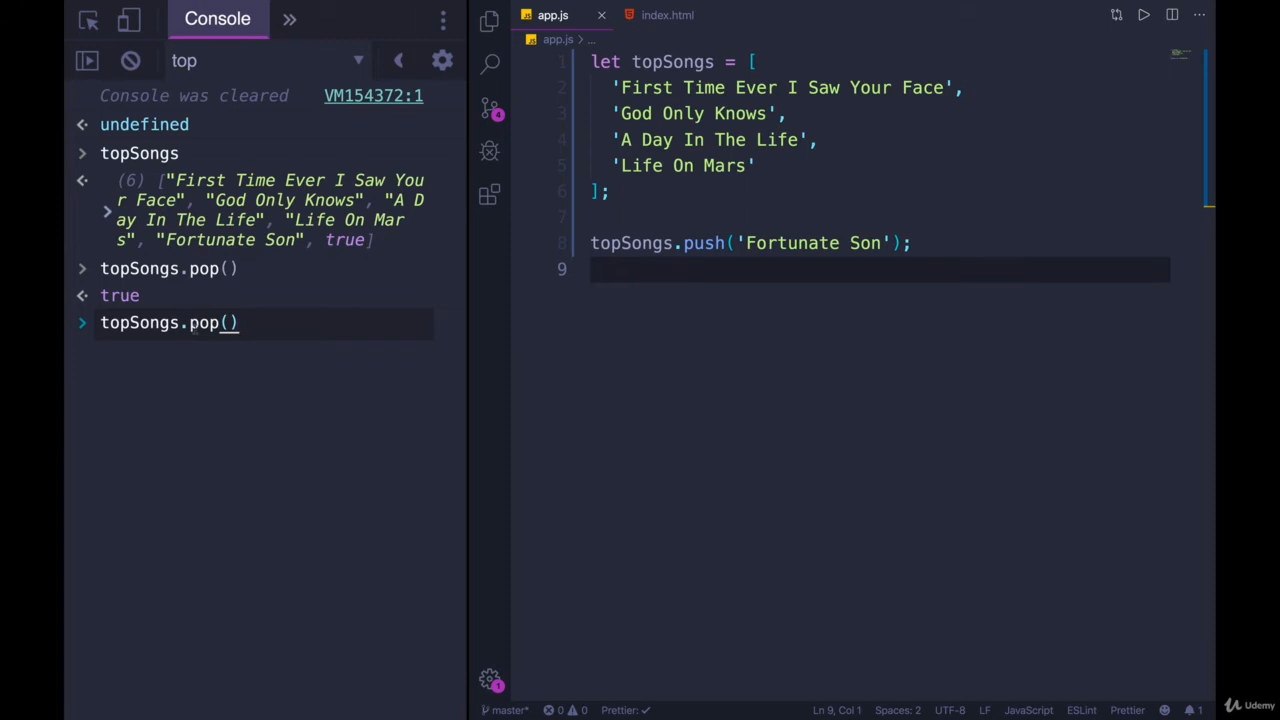 Console
top
Console was cleared VM154372:1
undefined
topSongs
(6) ["First Time Ever I Saw You
r Face", "God Only Knows", "A D
ay In The Life", "Life On Mar
s", "Fortunate Son", true]
topSongs.pop()
true
topSongs.pop()
4
1
app.js
index.html
app.js > ...
1 let topSongs = [
2 'First Time Ever I Saw Your Face',
3 'God Only Knows',
4 'A Day In The Life',
5 'Life On Mars'
6 ];
7
8 topSongs.push('Fortunate Son');
9
master* 0 0 Prettier: ✓ Ln 9, Col 1 Spaces: 2 UTF-8 LF JavaScript ESLint Prettier 1
Udemy